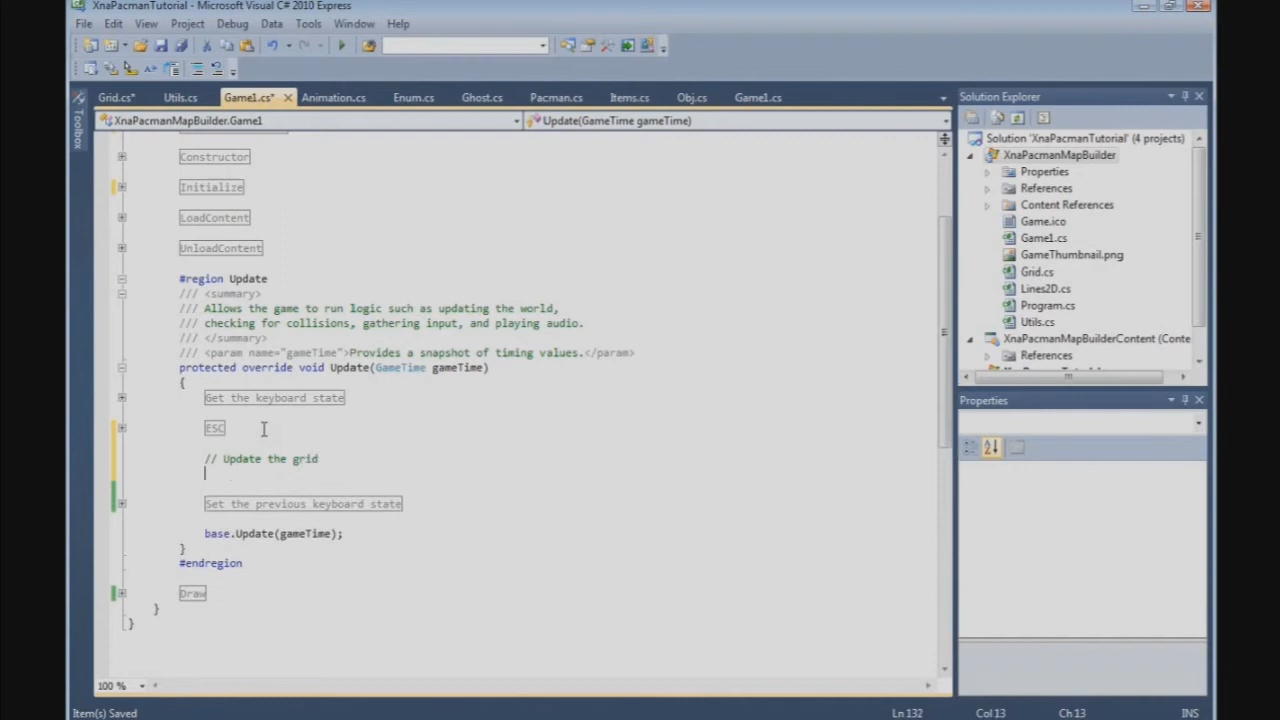 XnaPacmanTutorial - Microsoft Visual C# 2010 Express
File Edit View Project Debug Data Tools Window Help
Grid.cs* Utils.cs Game1.cs* Animation.cs Enum.cs Ghost.cs Pacman.cs Items.cs Obj.cs Game1.cs
XnaPacmanMapBuilder.Game1 Update(GameTime gameTime)
Toolbox
Constructor
Initialize
LoadContent
UnloadContent
#region Update
/// <summary>
/// Allows the game to run logic such as updating the world,
/// checking for collisions, gathering input, and playing audio.
/// </summary>
/// <param name="gameTime">Provides a snapshot of timing values.</param>
protected override void Update(GameTime gameTime)
{
Get the keyboard state
ESC
// Update the grid
Set the previous keyboard state
base.Update(gameTime);
}
#endregion
Draw
}
}
100 %
Solution Explorer
Solution 'XnaPacmanTutorial' (4 projects)
XnaPacmanMapBuilder
Properties
References
Content References
Game.ico
Game1.cs
GameThumbnail.png
Grid.cs
Lines2D.cs
Program.cs
Utils.cs
XnaPacmanMapBuilderContent (Conte
References
Properties
Item(s) Saved Ln 132 Col 13 Ch 13 INS